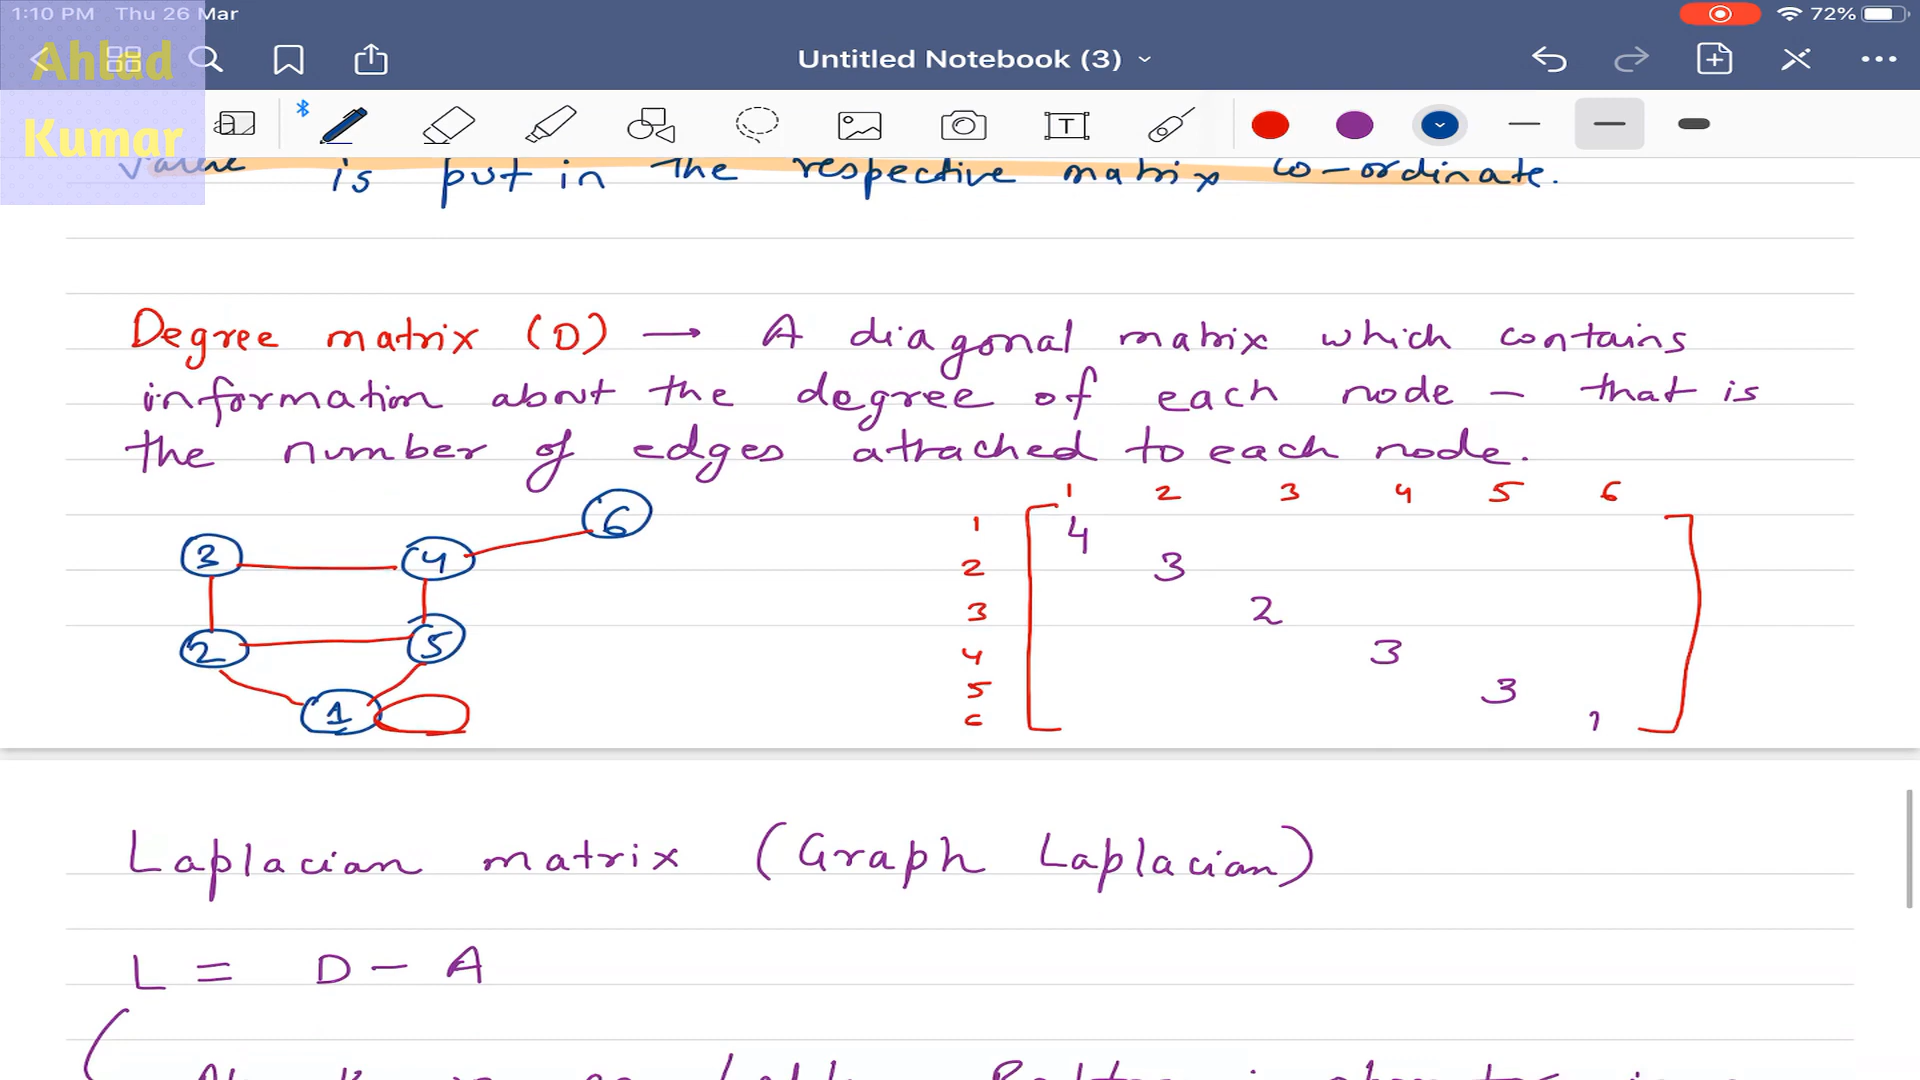 1:10 PM Thu 26 Mar
72%
Ahlad
Kumar
Untitled Notebook (3)
value is put in the respective matrix co-ordinate.
Degree matrix (D) → A diagonal matrix which contains
information about the degree of each node – that is
the number of edges attached to each node.
1 2 3 4 5 6
1 4
2 3
3 2
4 3
5 3
6 1
6
3 4
2 5
1
Laplacian matrix (Graph Laplacian)
L = D - A